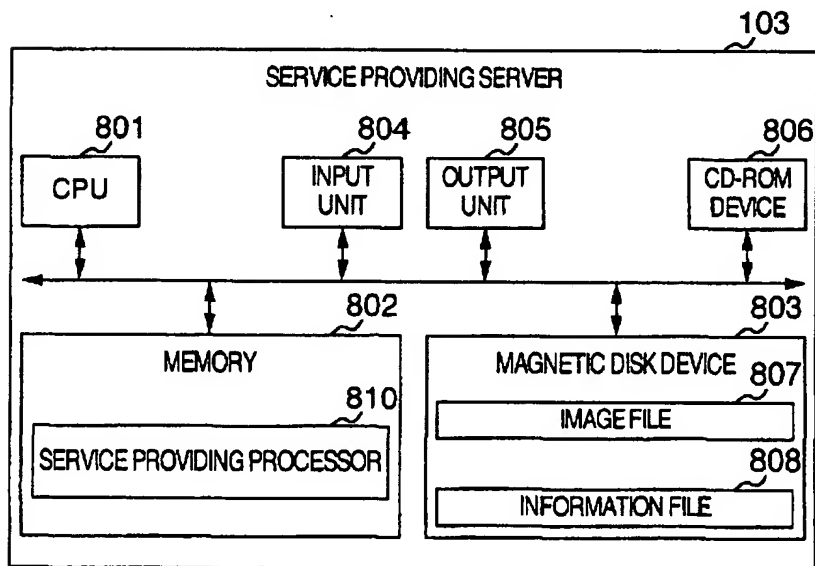 103
SERVICE PROVIDING SERVER
801
804
805
806
CPU
INPUT
UNIT
OUTPUT
UNIT
CD-ROM
DEVICE
802
803
MEMORY
MAGNETIC DISK DEVICE
810
807
SERVICE PROVIDING PROCESSOR
IMAGE FILE
808
INFORMATION FILE